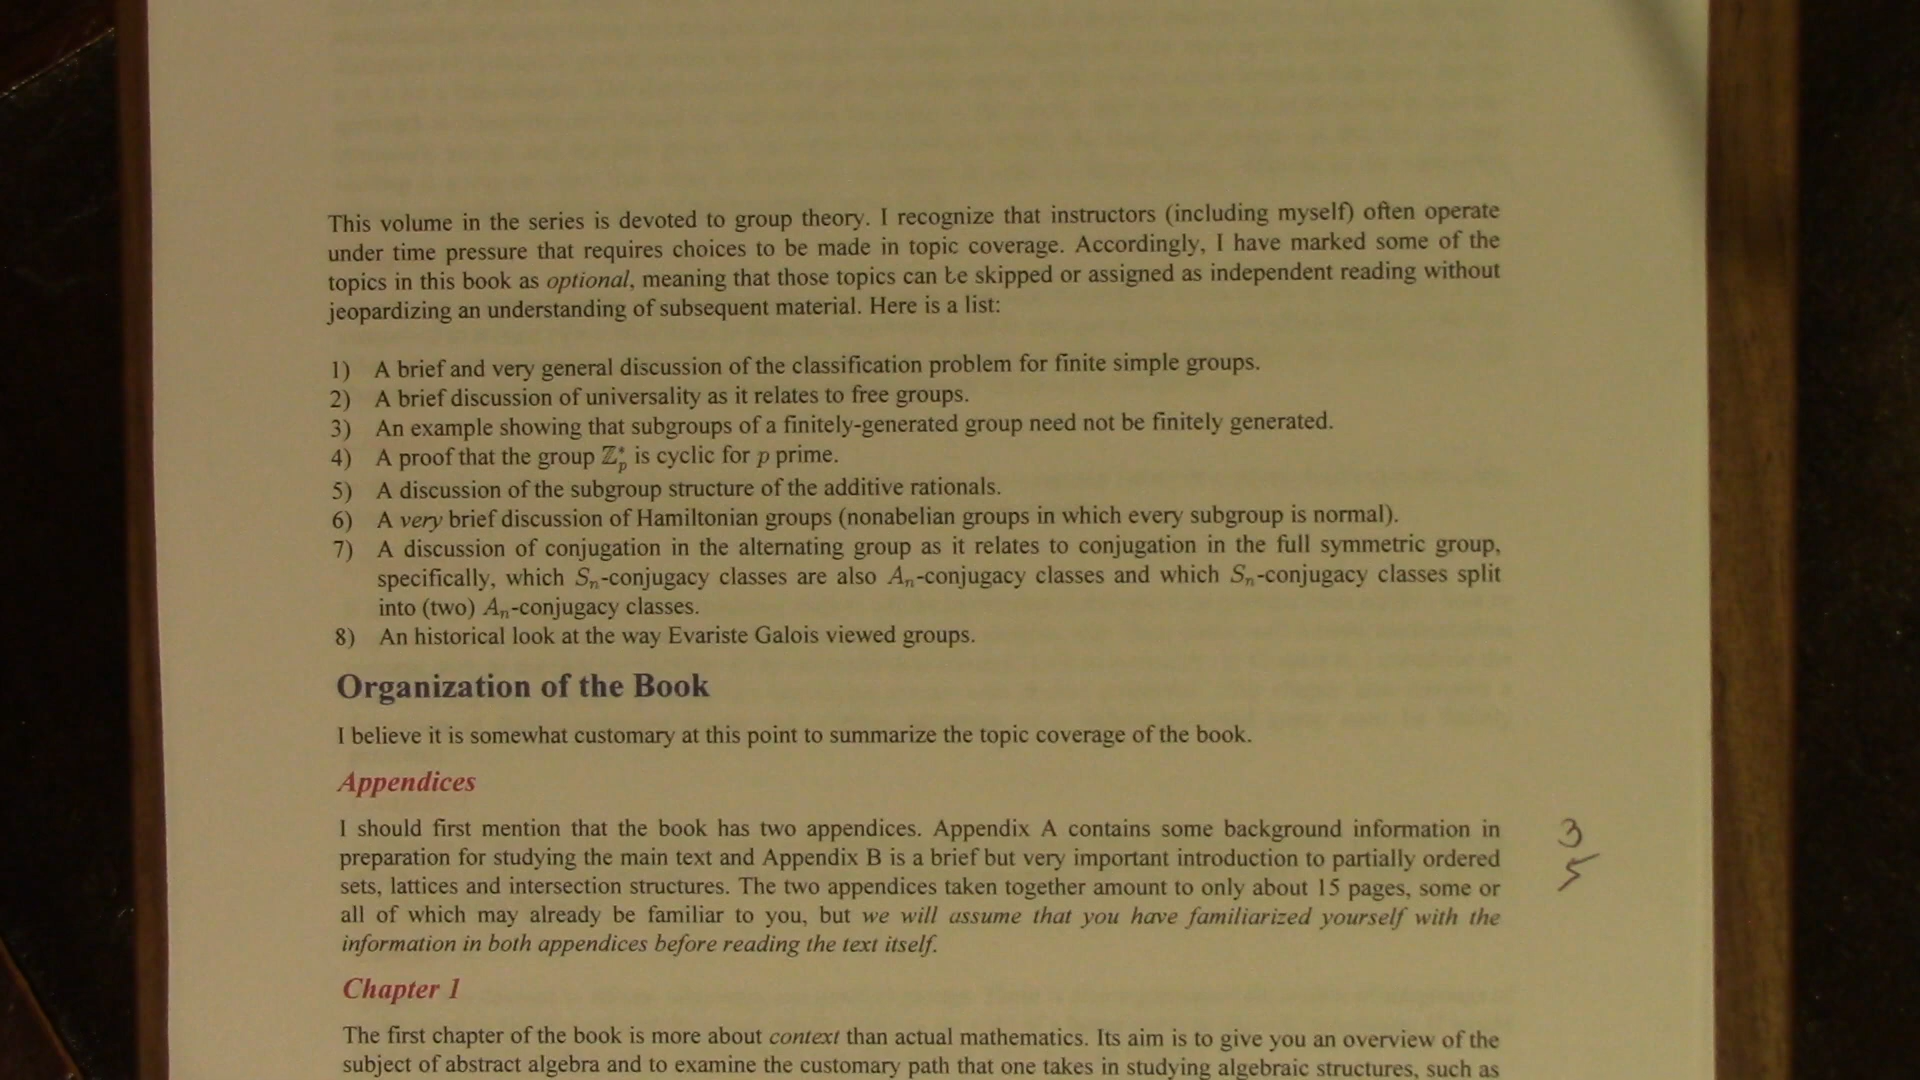 This volume in the series is devoted to group theory. I recognize that instructors (including myself) often operate
under time pressure that requires choices to be made in topic coverage. Accordingly, I have marked some of the
topics in this book as optional, meaning that those topics can be skipped or assigned as independent reading without
jeopardizing an understanding of subsequent material. Here is a list:
1) A brief and very general discussion of the classification problem for finite simple groups.
2) A brief discussion of universality as it relates to free groups.
3) An example showing that subgroups of a finitely-generated group need not be finitely generated.
4) A proof that the group ℤ*ₚ is cyclic for p prime.
5) A discussion of the subgroup structure of the additive rationals.
6) A very brief discussion of Hamiltonian groups (nonabelian groups in which every subgroup is normal).
7) A discussion of conjugation in the alternating group as it relates to conjugation in the full symmetric group,
specifically, which Sₙ-conjugacy classes are also Aₙ-conjugacy classes and which Sₙ-conjugacy classes split
into (two) Aₙ-conjugacy classes.
8) An historical look at the way Evariste Galois viewed groups.
Organization of the Book
I believe it is somewhat customary at this point to summarize the topic coverage of the book.
Appendices
I should first mention that the book has two appendices. Appendix A contains some background information in
preparation for studying the main text and Appendix B is a brief but very important introduction to partially ordered
sets, lattices and intersection structures. The two appendices taken together amount to only about 15 pages, some or
all of which may already be familiar to you, but we will assume that you have familiarized yourself with the
information in both appendices before reading the text itself.
3
5
Chapter 1
The first chapter of the book is more about context than actual mathematics. Its aim is to give you an overview of the
subject of abstract algebra and to examine the customary path that one takes in studying algebraic structures, such as